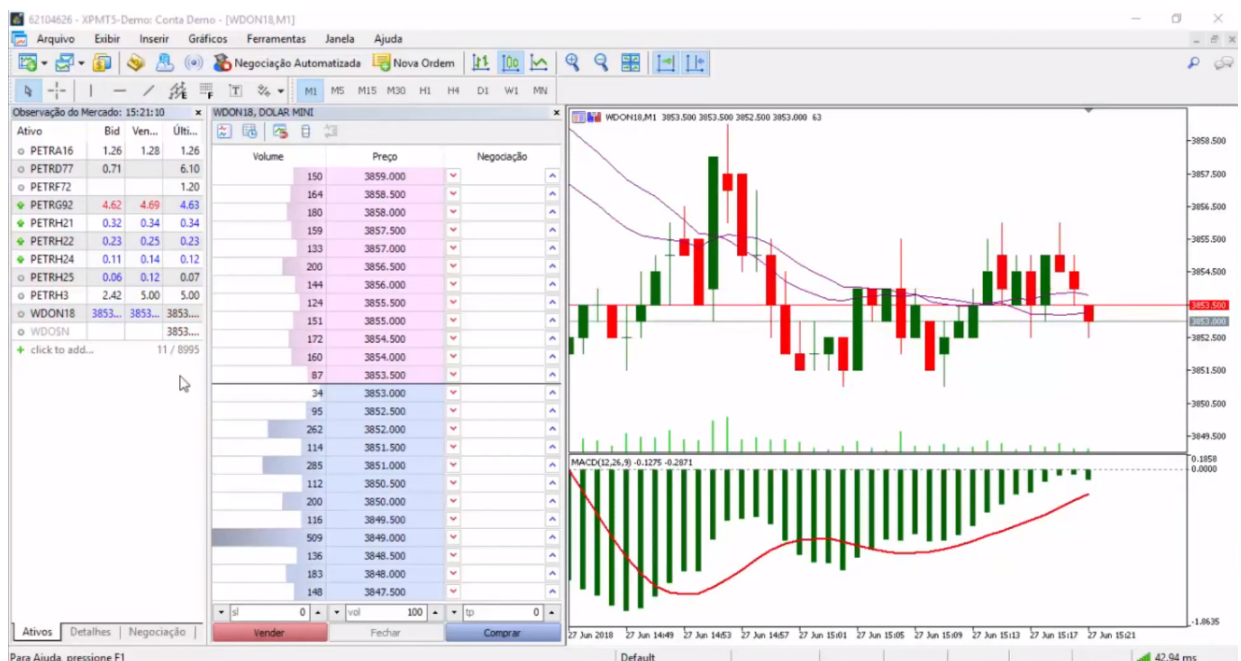 62104626 - XPMT5-Demo: Conta Demo - [WDON18,M1]
Arquivo Exibir Inserir Gráficos Ferramentas Janela Ajuda
Negociação Automatizada Nova Ordem
M1 M5 M15 M30 H1 H4 D1 W1 MN
Observação do Mercado: 15:21:10
Ativo Bid Ven... Últi...
PETRA16 1.26 1.28 1.26
PETRD77 0.71 6.10
PETRF72 1.20
PETRG92 4.62 4.69 4.63
PETRH21 0.32 0.34 0.34
PETRH22 0.23 0.25 0.23
PETRH24 0.11 0.14 0.12
PETRH25 0.06 0.12 0.07
PETRH3 2.42 5.00 5.00
WDON18 3853... 3853... 3853....
WDO$N 3853....
click to add... 11 / 8995
Ativos Detalhes Negociação
WDON18, DOLAR MINI
Volume Preço Negociação
150 3859.000
164 3858.500
180 3858.000
159 3857.500
133 3857.000
200 3856.500
144 3856.000
124 3855.500
151 3855.000
172 3854.500
160 3854.000
87 3853.500
34 3853.000
95 3852.500
262 3852.000
114 3851.500
285 3851.000
112 3850.500
200 3850.000
116 3849.500
509 3849.000
136 3848.500
183 3848.000
148 3847.500
sl 0 vol 100 tp 0
Vender Fechar Comprar
WDON18,M1 3853.500 3853.500 3852.500 3853.000 63
3858.500
3857.500
3856.500
3855.500
3854.500
3853.500
3853.000
3852.500
3851.500
3850.500
3849.500
MACD(12,26,9) -0.1275 -0.2871
0.1858
0.0000
-1.8635
27 Jun 2018 27 Jun 14:49 27 Jun 14:53 27 Jun 14:57 27 Jun 15:01 27 Jun 15:05 27 Jun 15:09 27 Jun 15:13 27 Jun 15:17 27 Jun 15:21
Para Ajuda, pressione F1 Default 42.94 ms